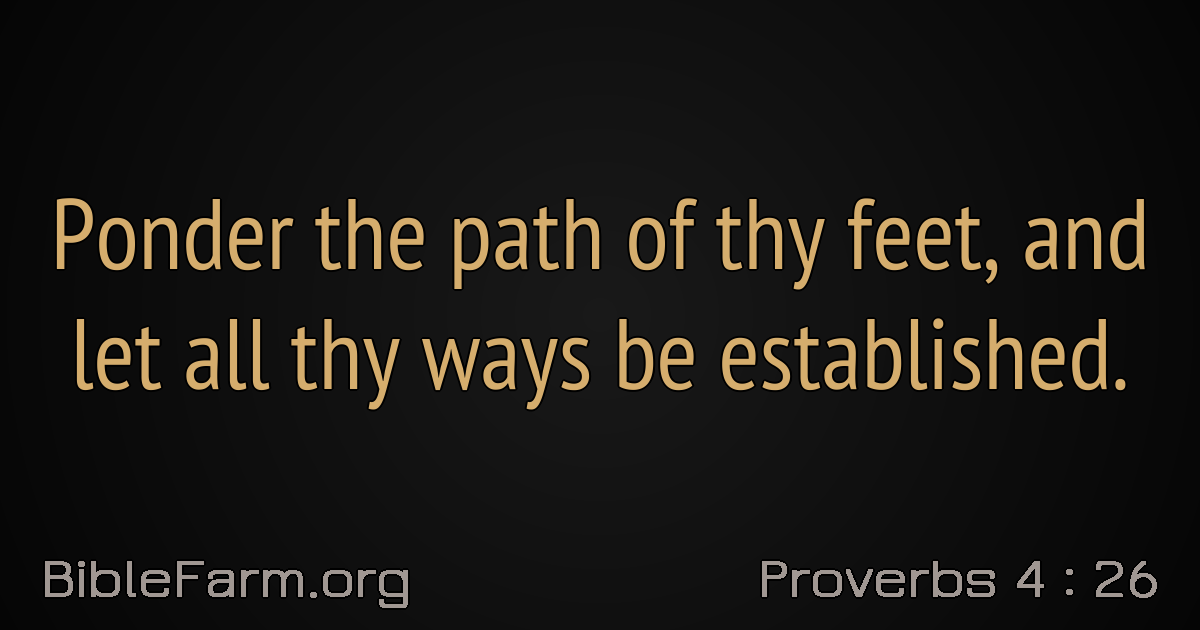 Ponder the path of thy feet, and
let all thy ways be established.
BibleFarm.org
Proverbs 4 : 26